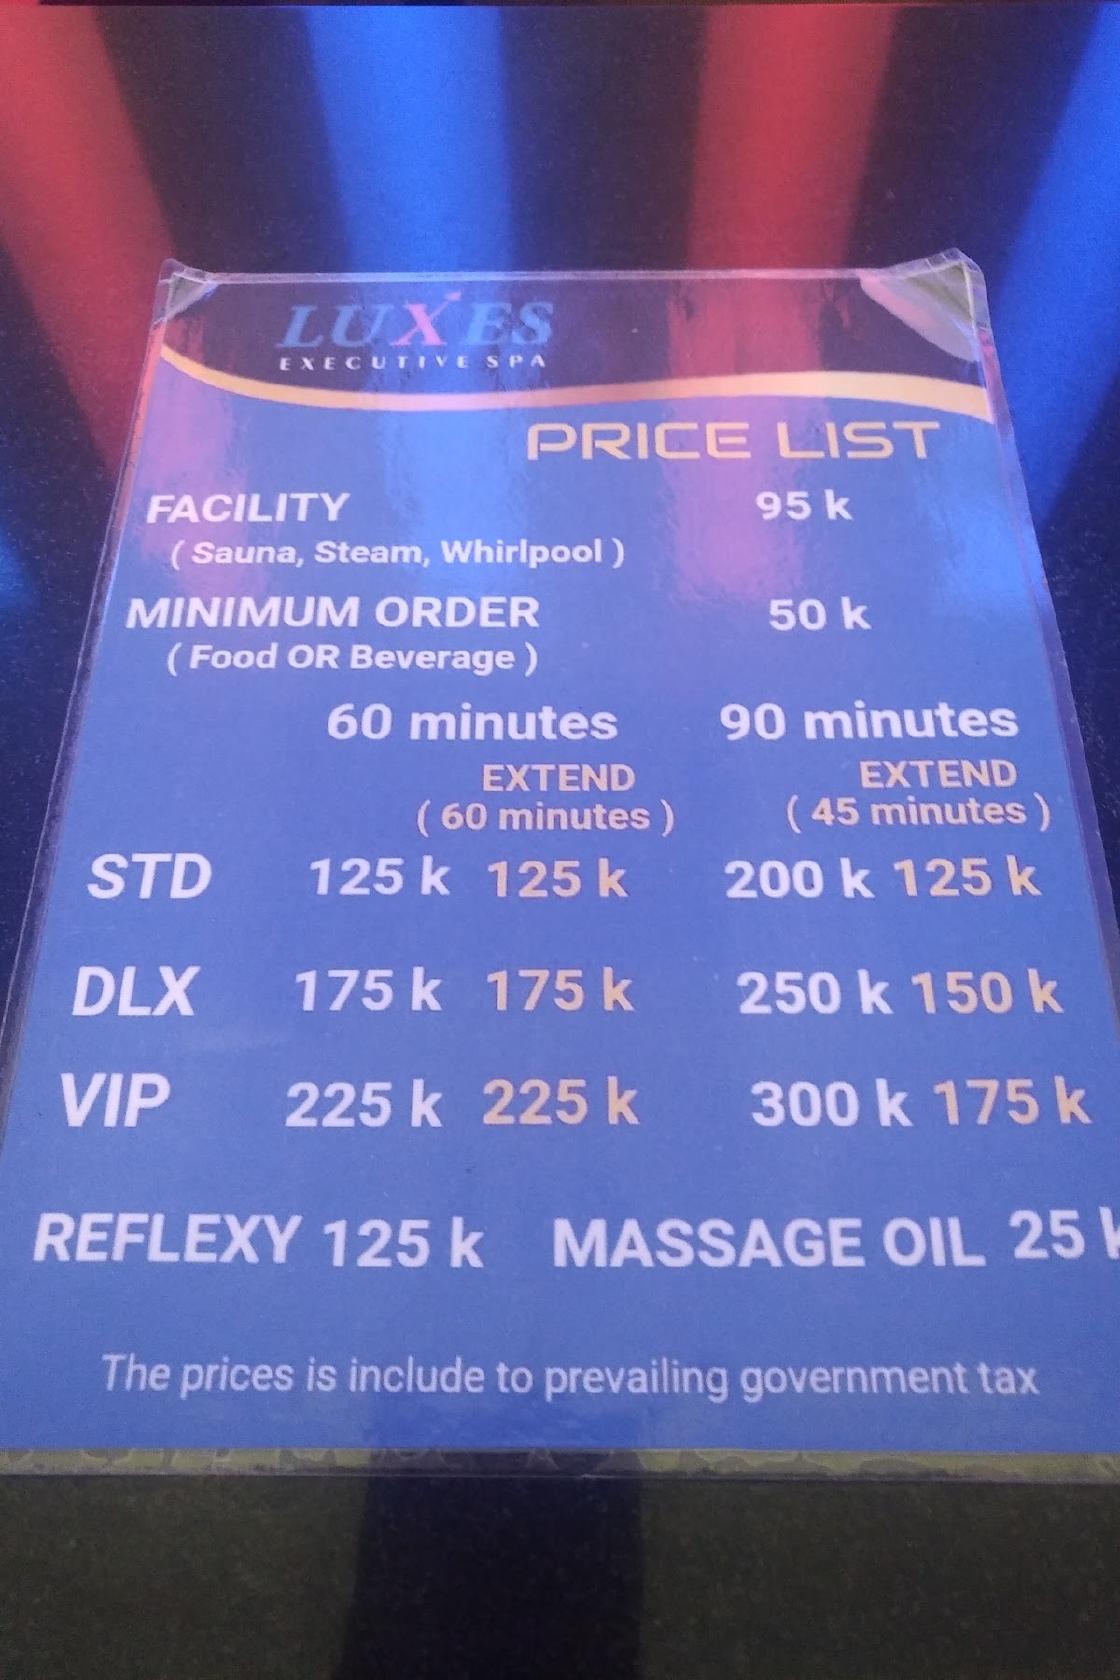 LUXES
EXECUTIVE SPA
PRICE LIST
FACILITY 95 k
( Sauna, Steam, Whirlpool )
MINIMUM ORDER 50 k
( Food OR Beverage )
60 minutes 90 minutes
EXTEND EXTEND
( 60 minutes ) ( 45 minutes )
STD 125 k 125 k 200 k 125 k
DLX 175 k 175 k 250 k 150 k
VIP 225 k 225 k 300 k 175 k
REFLEXY 125 k MASSAGE OIL 25 k
The prices is include to prevailing government tax